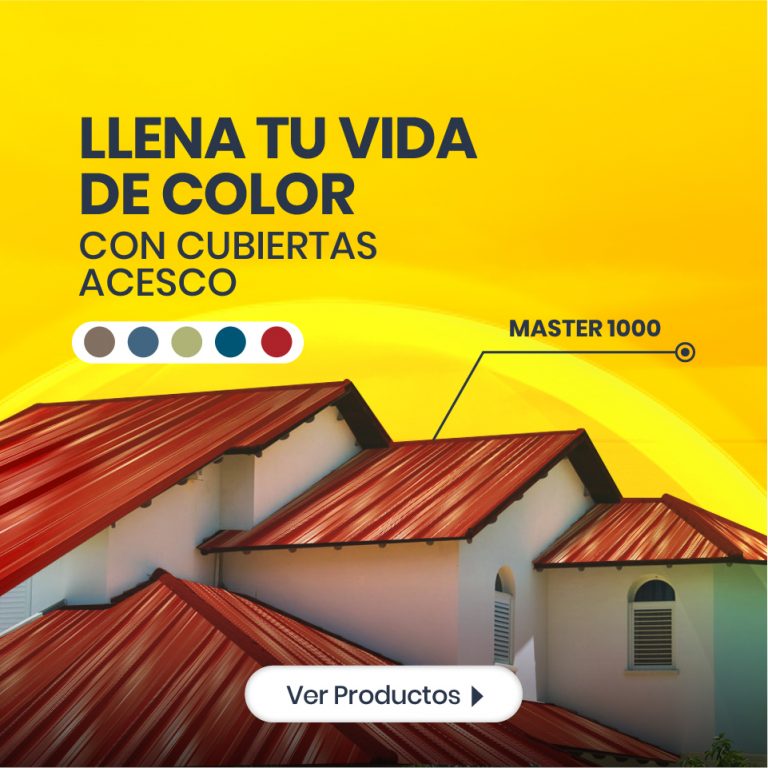 LLENA TU VIDA
DE COLOR
CON CUBIERTAS
ACESCO
MASTER 1000
Ver Productos